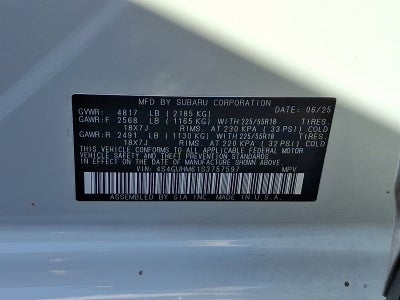 MFD BY SUBARU CORPORATION DATE: 06/25
GVWR: 4817 LB (2185 KG)
GAWR:F 2568 LB (1165 KG) WITH 225/55R18 TIRES.
18X7J RIMS. AT 230 KPA (33 PSI) COLD
GAWR:R 2491 LB (1130 KG) WITH 225/55R18 TIRES.
18X7J RIMS. AT 220 KPA (32 PSI) COLD
THIS VEHICLE CONFORMS TO ALL APPLICABLE FEDERAL MOTOR
VEHICLE SAFETY, BUMPER, AND THEFT PREVENTION STANDARDS
IN EFFECT ON THE DATE OF MANUFACTURE SHOWN ABOVE.
VIN: 4S4GUHM61S3757597 MPV
ASSEMBLED BY SIA INC. MADE IN U.S.A.